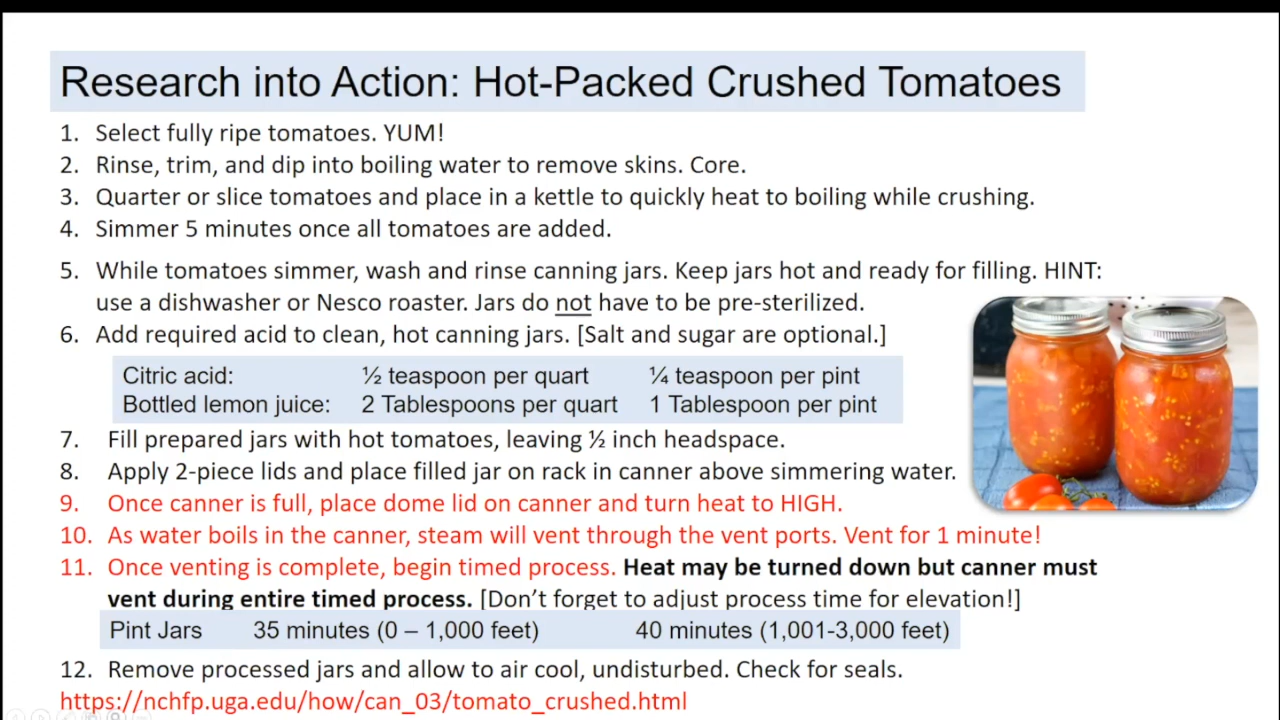 Research into Action: Hot-Packed Crushed Tomatoes
1. Select fully ripe tomatoes. YUM!
2. Rinse, trim, and dip into boiling water to remove skins. Core.
3. Quarter or slice tomatoes and place in a kettle to quickly heat to boiling while crushing.
4. Simmer 5 minutes once all tomatoes are added.
5. While tomatoes simmer, wash and rinse canning jars. Keep jars hot and ready for filling. HINT:
use a dishwasher or Nesco roaster. Jars do not have to be pre-sterilized.
6. Add required acid to clean, hot canning jars. [Salt and sugar are optional.]
Citric acid: ½ teaspoon per quart ¼ teaspoon per pint
Bottled lemon juice: 2 Tablespoons per quart 1 Tablespoon per pint
7. Fill prepared jars with hot tomatoes, leaving ½ inch headspace.
8. Apply 2-piece lids and place filled jar on rack in canner above simmering water.
9. Once canner is full, place dome lid on canner and turn heat to HIGH.
10. As water boils in the canner, steam will vent through the vent ports. Vent for 1 minute!
11. Once venting is complete, begin timed process. Heat may be turned down but canner must
vent during entire timed process. [Don't forget to adjust process time for elevation!]
Pint Jars 35 minutes (0 – 1,000 feet) 40 minutes (1,001-3,000 feet)
12. Remove processed jars and allow to air cool, undisturbed. Check for seals.
https://nchfp.uga.edu/how/can_03/tomato_crushed.html